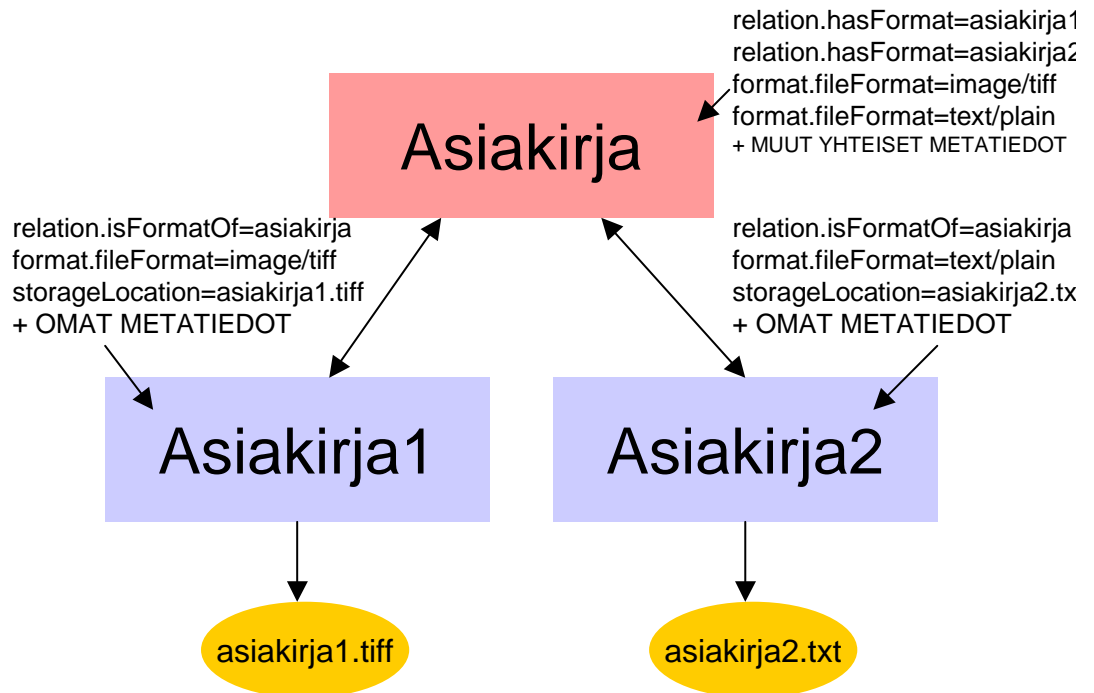 relation.hasFormat=asiakirja1
relation.hasFormat=asiakirja2
format.fileFormat=image/tiff
format.fileFormat=text/plain
+ MUUT YHTEISET METATIEDOT
Asiakirja
relation.isFormatOf=asiakirja
format.fileFormat=image/tiff
storageLocation=asiakirja1.tiff
+ OMAT METATIEDOT
relation.isFormatOf=asiakirja
format.fileFormat=text/plain
storageLocation=asiakirja2.tx
+ OMAT METATIEDOT
Asiakirja1
Asiakirja2
asiakirja1.tiff
asiakirja2.txt